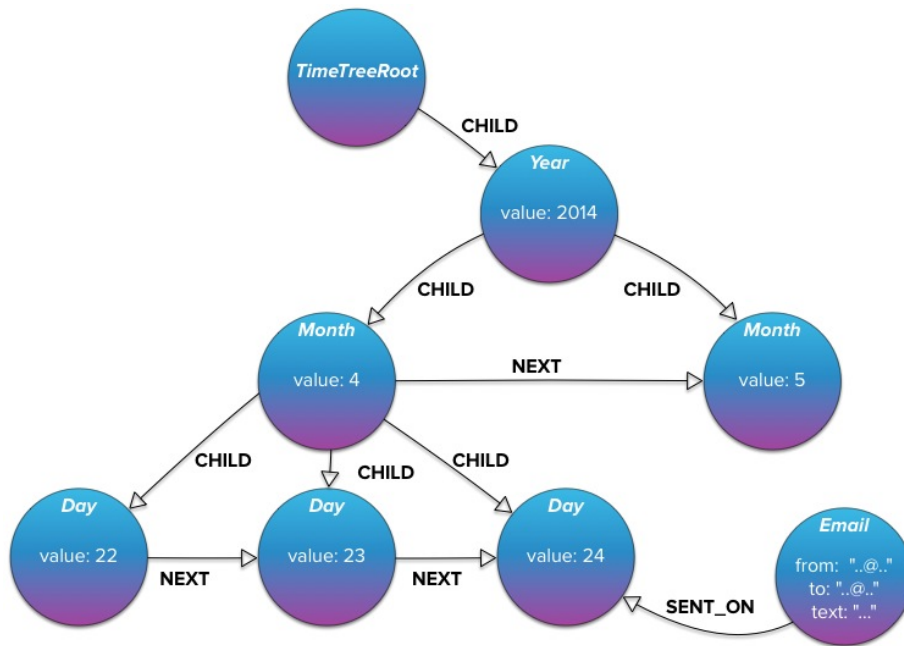 TimeTreeRoot
CHILD
Year
value: 2014
CHILD
CHILD
Month
value: 4
NEXT
Month
value: 5
CHILD
CHILD
CHILD
Day
value: 22
NEXT
Day
value: 23
NEXT
Day
value: 24
SENT_ON
Email
from: "..@.."
to: "..@.."
text: "..."